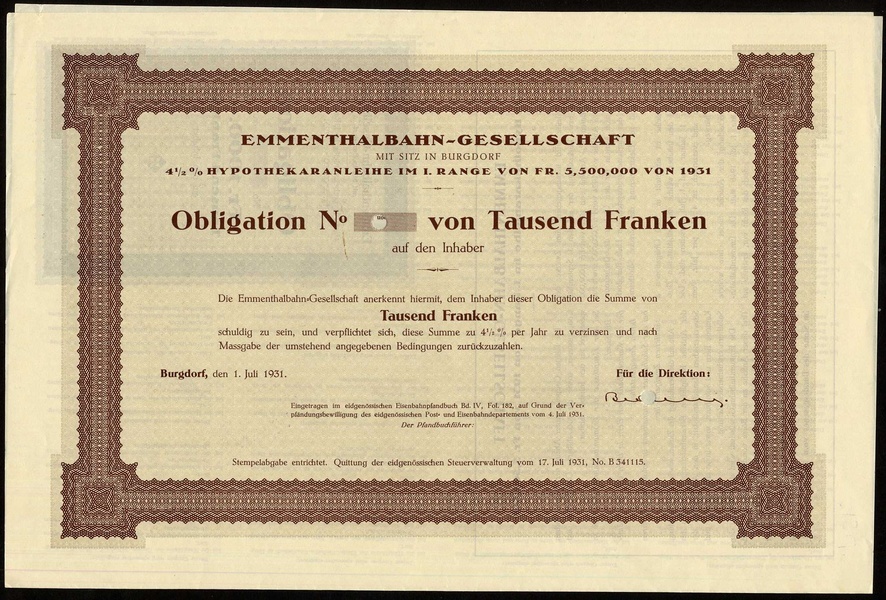 EMMENTHALBAHN-GESELLSCHAFT
MIT SITZ IN BURGDORF
4½% HYPOTHEKARANLEIHE IM I. RANGE VON FR. 5,500,000 VON 1931
Obligation No von Tausend Franken
auf den Inhaber
Die Emmenthalbahn-Gesellschaft anerkennt hiermit, dem Inhaber dieser Obligation die Summe von
Tausend Franken
schuldig zu sein, und verpflichtet sich, diese Summe zu 4½% per Jahr zu verzinsen und nach
Massgabe der umstehend angegebenen Bedingungen zurückzuzahlen.
Burgdorf, den 1. Juli 1931.
Für die Direktion:
Eingetragen im eidgenössischen Eisenbahnpfandbuch Bd. IV, Fol. 182, auf Grund der Ver-
pfändungsbewilligung des eidgenössischen Post- und Eisenbahndepartements vom 4. Juli 1931.
Der Pfandbuchführer:
Stempelabgabe entrichtet. Quittung der eidgenössischen Steuerverwaltung vom 17. Juli 1931, No. B 341115.